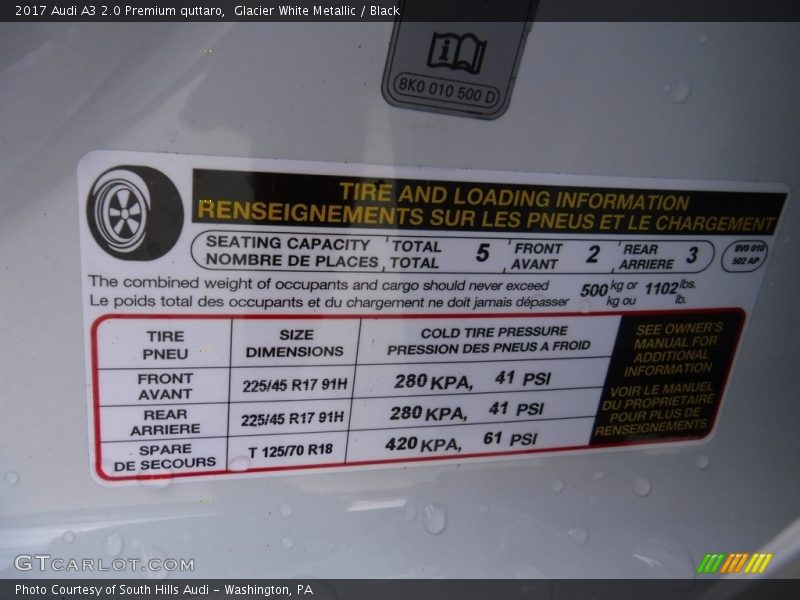 2017 Audi A3 2.0 Premium quttaro,  Glacier White Metallic / Black
8K0 010 500 D
TIRE AND LOADING INFORMATION
RENSEIGNEMENTS SUR LES PNEUS ET LE CHARGEMENT
SEATING CAPACITY TOTAL 5 FRONT 2 REAR 3
NOMBRE DE PLACES TOTAL AVANT ARRIERE
8V0 010
502 AP
The combined weight of occupants and cargo should never exceed 500 kg or 1102 lbs.
Le poids total des occupants et du chargement ne doit jamais dépasser kg ou lb.
TIRE SIZE COLD TIRE PRESSURE
PNEU DIMENSIONS PRESSION DES PNEUS A FROID
FRONT
AVANT 225/45 R17 91H 280 KPA, 41 PSI
REAR
ARRIERE 225/45 R17 91H 280 KPA, 41 PSI
SPARE
DE SECOURS T 125/70 R18 420 KPA, 61 PSI
SEE OWNER'S
MANUAL FOR
ADDITIONAL
INFORMATION
VOIR LE MANUEL
DU PROPRIETAIRE
POUR PLUS DE
RENSEIGNEMENTS
GTCARLOT.COM
Photo Courtesy of South Hills Audi - Washington, PA